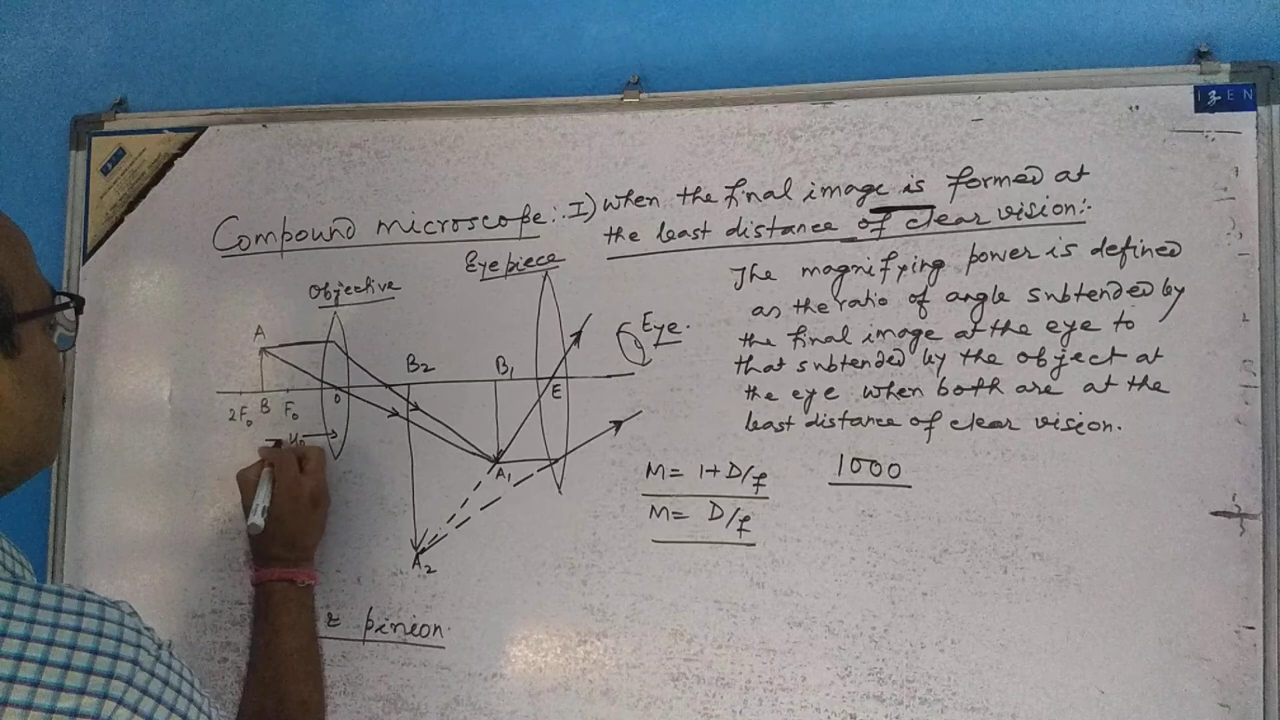 Compound microscope:. I) when the final image is formed at
the least distance of clear vision:-
Eyepiece
Objective
The magnifying power is defined
as the ratio of angle subtended by
the final image at the eye to
that subtended by the object at
the eye when both are at the
least distance of clear vision.
Eye.
A
B2
B1
2Fo B Fo
O
E
uo
A1
A2
M = 1+D/f
1000
M = D/f
& pinion.